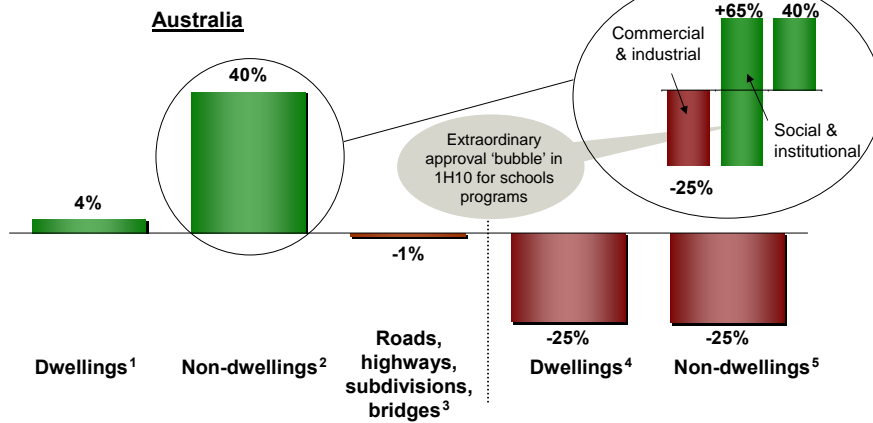 Australia
+65%
40%
Commercial
& industrial
Social &
institutional
-25%
40%
Extraordinary
approval ‘bubble’ in
1H10 for schools
programs
4%
-1%
-25%
-25%
Dwellings1
Non-dwellings2
Roads,
highways,
subdivisions,
bridges3
Dwellings4
Non-dwellings5